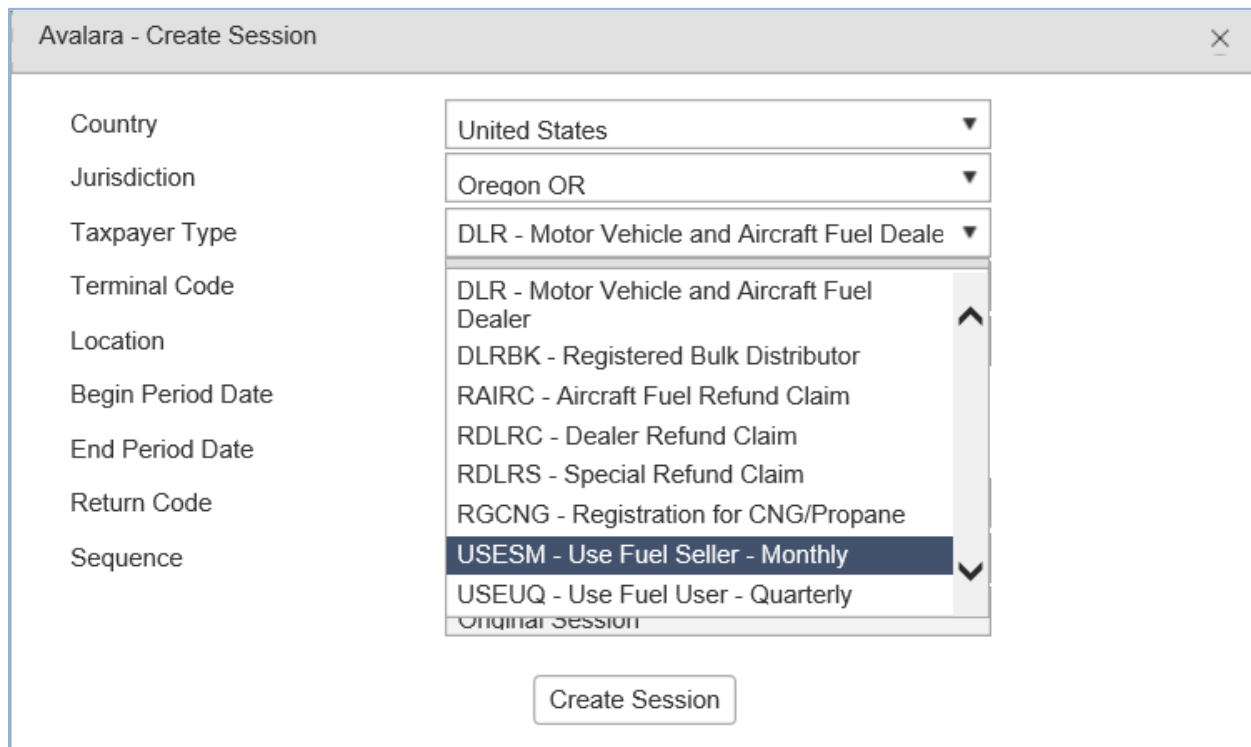 Avalara - Create Session
Country
United States
Jurisdiction
Oregon OR
Taxpayer Type
DLR - Motor Vehicle and Aircraft Fuel Deale
Terminal Code
Location
Begin Period Date
End Period Date
Return Code
Sequence
DLR - Motor Vehicle and Aircraft Fuel
Dealer
DLRBK - Registered Bulk Distributor
RAIRC - Aircraft Fuel Refund Claim
RDLRC - Dealer Refund Claim
RDLRS - Special Refund Claim
RGCNG - Registration for CNG/Propane
USESM - Use Fuel Seller - Monthly
USEUQ - Use Fuel User - Quarterly
Original Session
Create Session